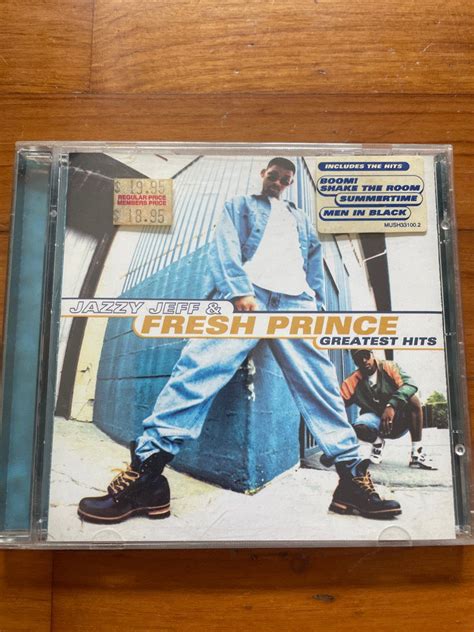 $ 19.95
REGULAR PRICE
MEMBERS PRICE
$ 18.95
INCLUDES THE HITS
BOOM!
SHAKE THE ROOM
SUMMERTIME
MEN IN BLACK
MUSH33100.2
JAZZY JEFF &
FRESH PRINCE
GREATEST HITS